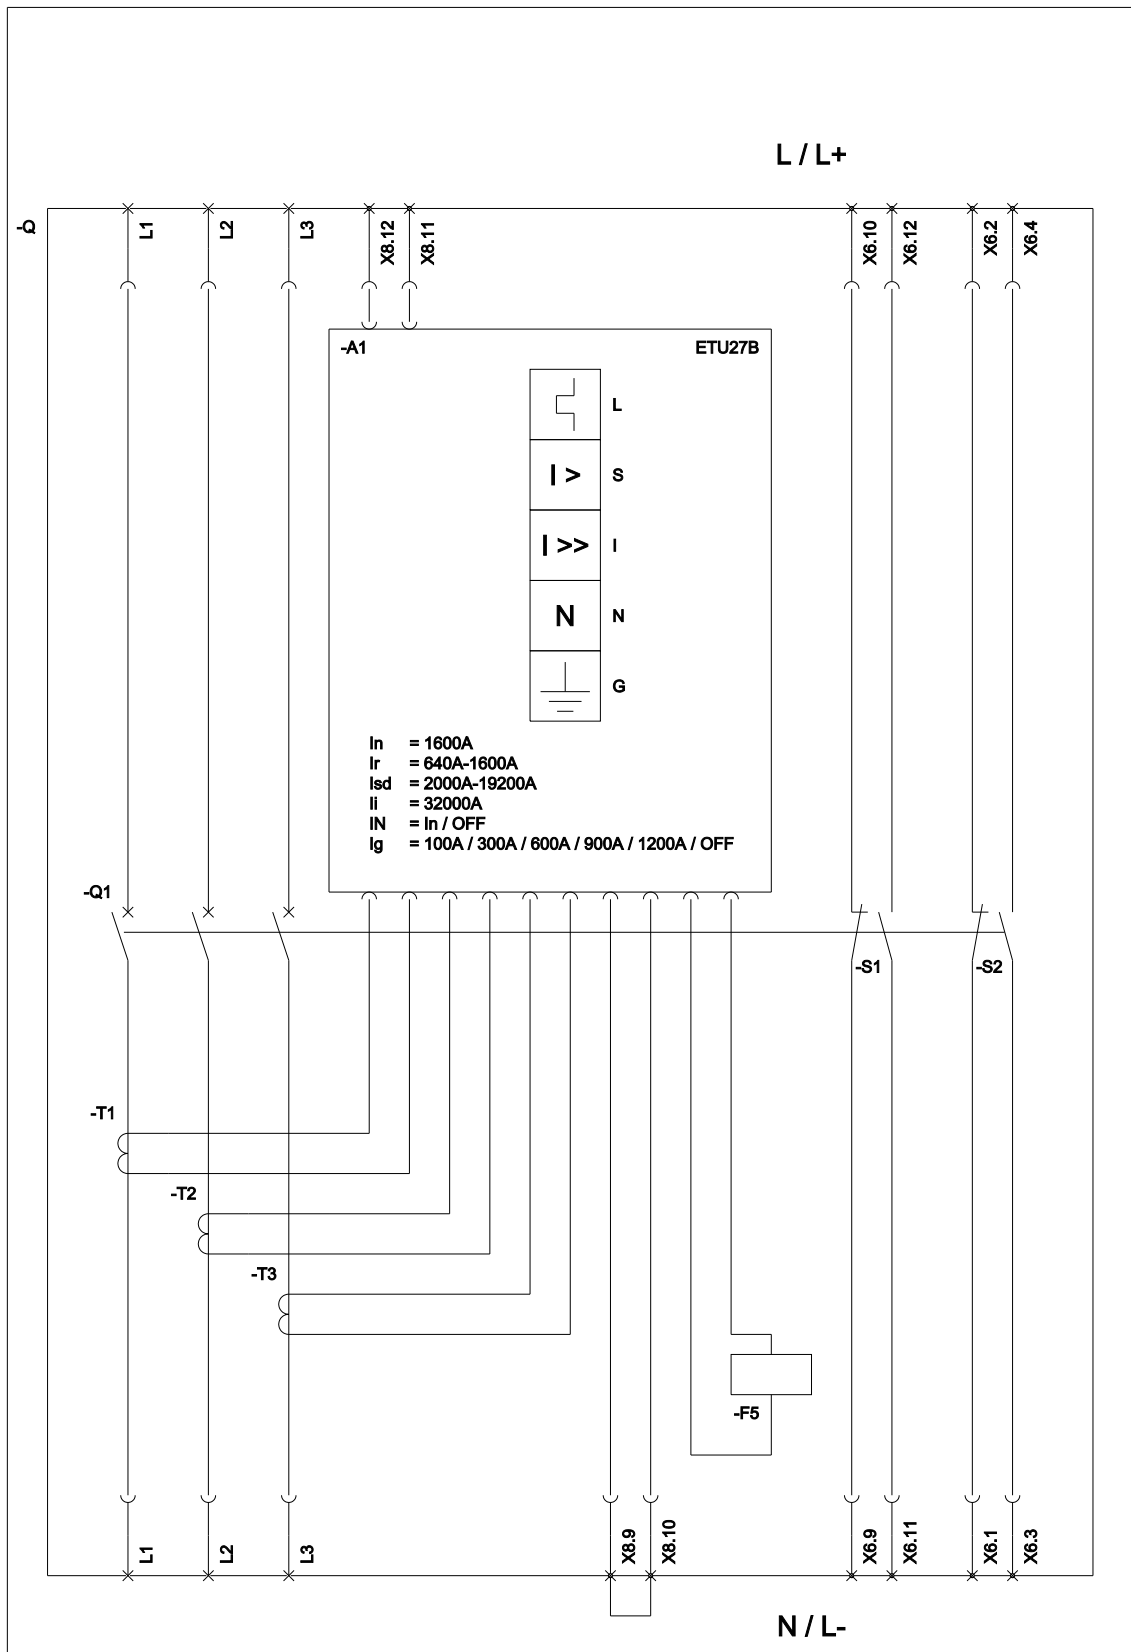 L / L+
-Q
L1
L2
L3
X8.12
X8.11
X6.10
X6.12
X6.2
X6.4
-A1
ETU27B
L
I > S
I >> I
N N
G
In = 1600A
Ir = 640A-1600A
Isd = 2000A-19200A
Ii = 32000A
IN = In / OFF
Ig = 100A / 300A / 600A / 900A / 1200A / OFF
-Q1
-S1
-S2
-T1
-T2
-T3
-F5
L1
L2
L3
X8.9
X8.10
X6.9
X6.11
X6.1
X6.3
N / L-